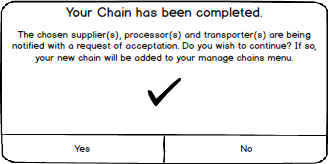 Your Chain has been completed.
The chosen supplier(s), processor(s) and transporter(s) are being
notified with a request of acceptation. Do you wish to continue? If so,
your new chain will be added to your manage chains menu.
Yes
No